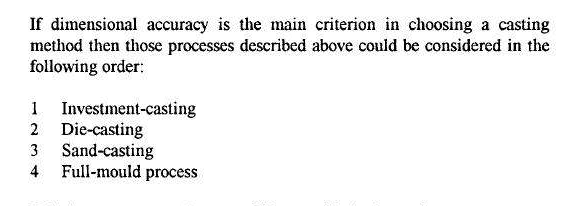 If dimensional accuracy is the main criterion in choosing a casting
method then those processes described above could be considered in the
following order:
1 Investment-casting
2 Die-casting
3 Sand-casting
4 Full-mould process